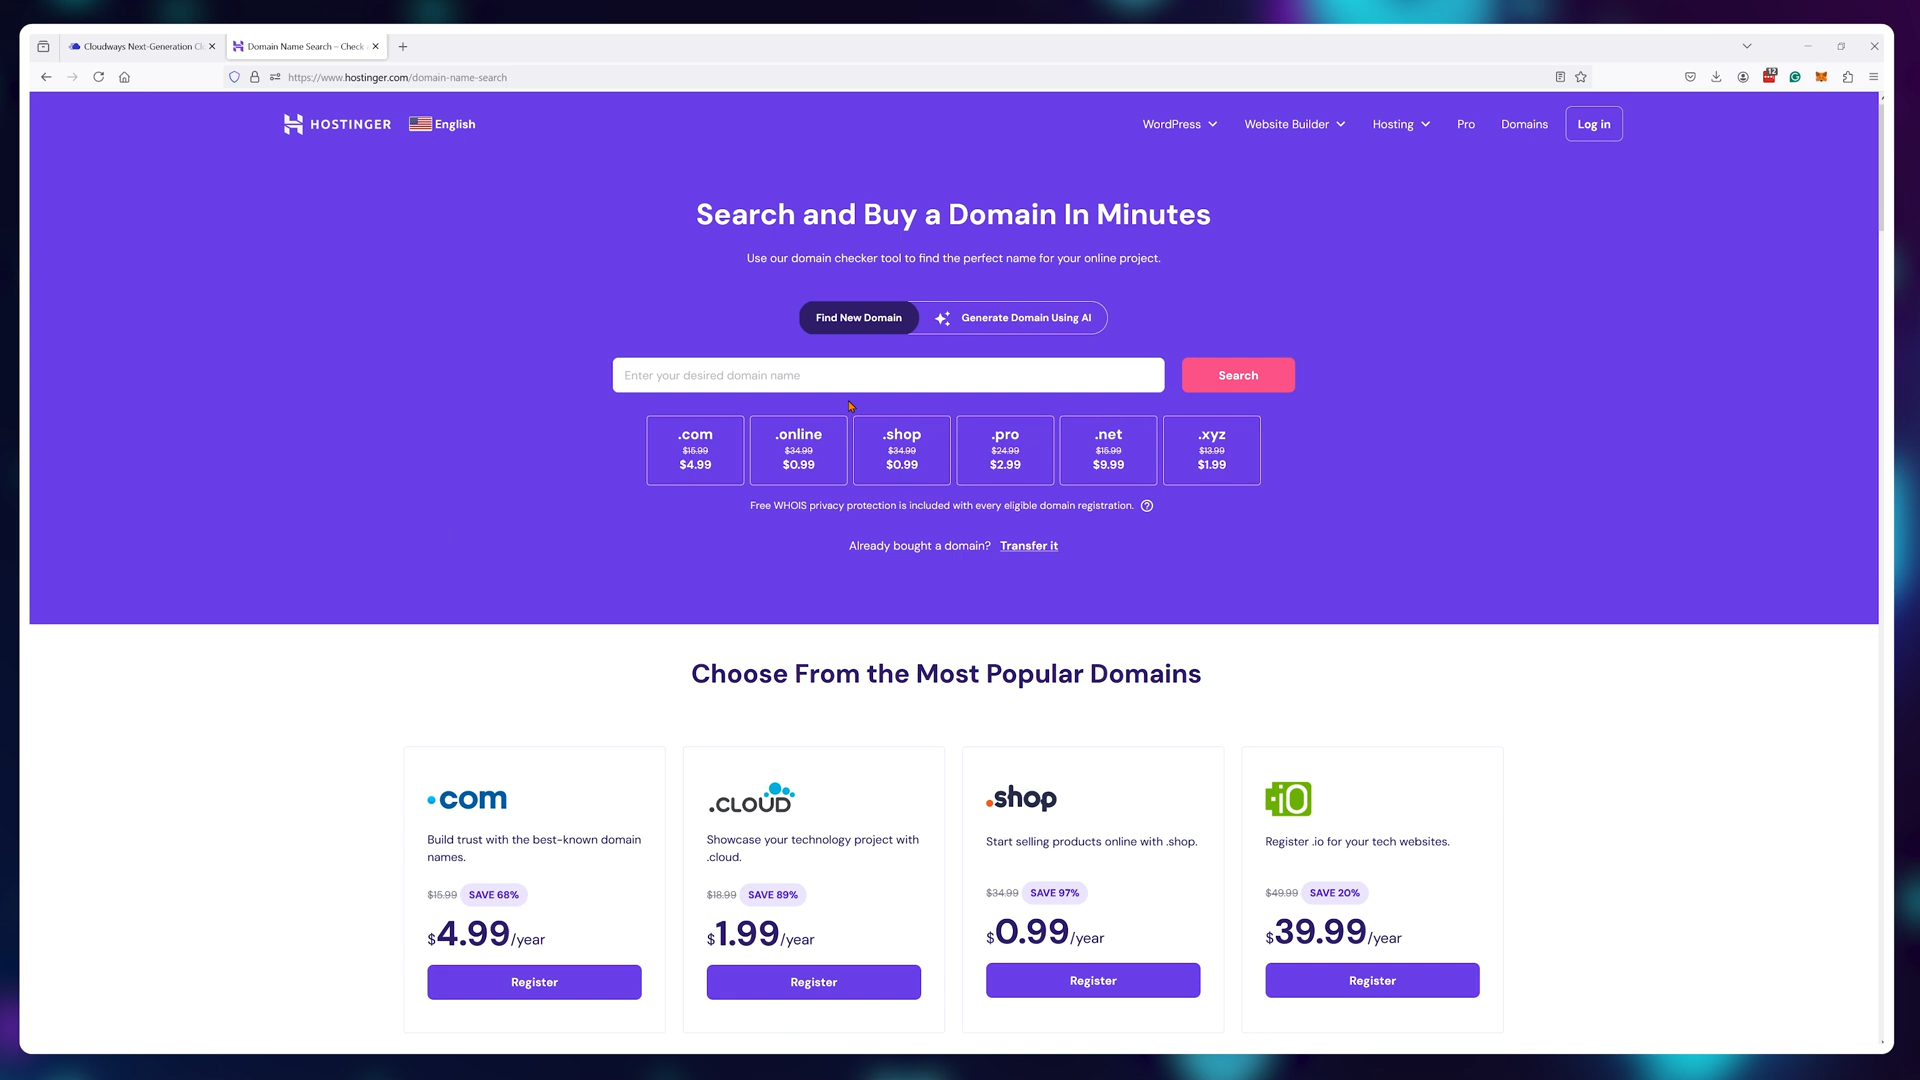 Cloudways Next-Generation Cl
Domain Name Search – Check
https://www.hostinger.com/domain-name-search
12
HOSTINGER
English
WordPress
Website Builder
Hosting
Pro
Domains
Log in
Search and Buy a Domain In Minutes
Use our domain checker tool to find the perfect name for your online project.
Find New Domain
Generate Domain Using AI
Enter your desired domain name
Search
.com
$15.99
$4.99
.online
$34.99
$0.99
.shop
$34.99
$0.99
.pro
$24.99
$2.99
.net
$15.99
$9.99
.xyz
$13.99
$1.99
Free WHOIS privacy protection is included with every eligible domain registration.
Already bought a domain? Transfer it
Choose From the Most Popular Domains
.com
Build trust with the best-known domain
names.
$15.99 SAVE 68%
$4.99/year
Register
.CLOUD
Showcase your technology project with
.cloud.
$18.99 SAVE 89%
$1.99/year
Register
.shop
Start selling products online with .shop.
$34.99 SAVE 97%
$0.99/year
Register
.iO
Register .io for your tech websites.
$49.99 SAVE 20%
$39.99/year
Register